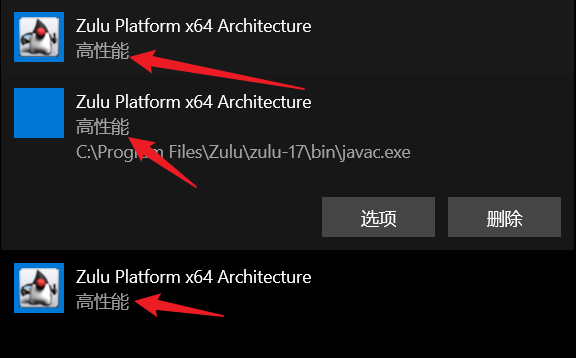 Zulu Platform x64 Architecture
高性能
Zulu Platform x64 Architecture
高性能
C:\Program Files\Zulu\zulu-17\bin\javac.exe
选项
删除
Zulu Platform x64 Architecture
高性能